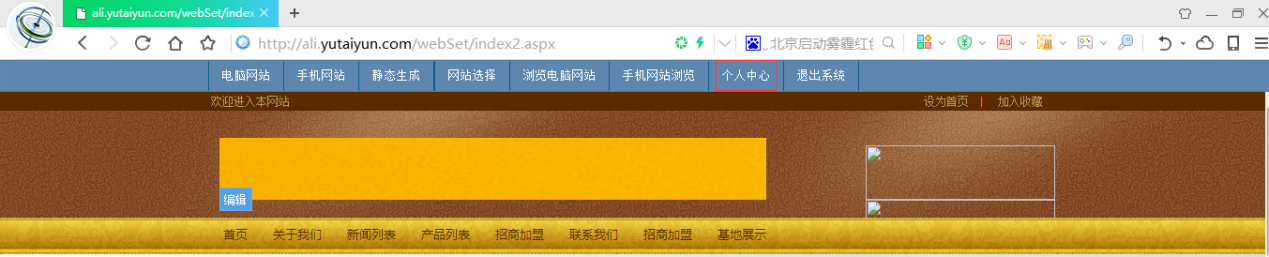 ali.yutaiyun.com/webSet/index
http://ali.yutaiyun.com/webSet/index2.aspx 北京启动雾霾红色
电脑网站 手机网站 静态生成 网站选择 浏览电脑网站 手机网站浏览 个人中心 退出系统
欢迎进入本网站 设为首页 | 加入收藏
编辑
首页 关于我们 新闻列表 产品列表 招商加盟 联系我们 招商加盟 基地展示